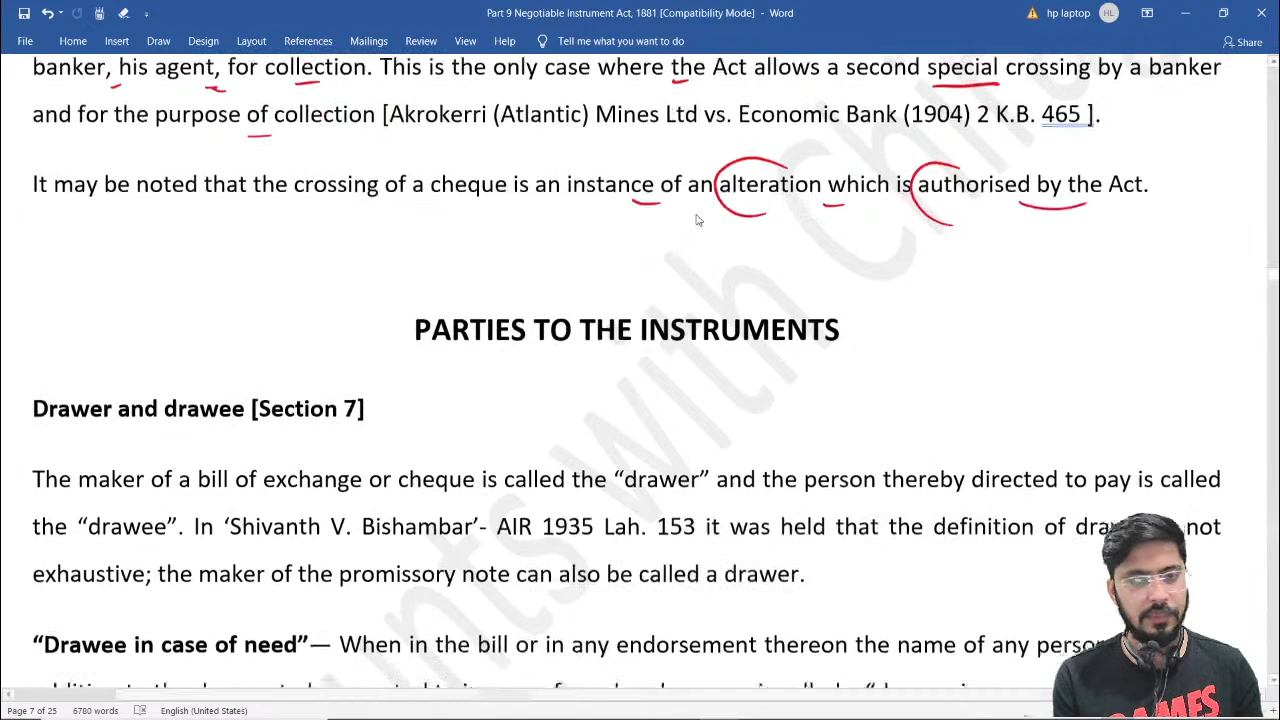 Part 9 Negotiable Instrument Act, 1881 [Compatibility Mode] - Word
hp laptop
HL
File Home Insert Draw Design Layout References Mailings Review View Help Tell me what you want to do
Share
banker, his agent, for collection. This is the only case where the Act allows a second special crossing by a banker
and for the purpose of collection [Akrokerri (Atlantic) Mines Ltd vs. Economic Bank (1904) 2 K.B. 465 ].
It may be noted that the crossing of a cheque is an instance of an alteration which is authorised by the Act.
PARTIES TO THE INSTRUMENTS
Drawer and drawee [Section 7]
The maker of a bill of exchange or cheque is called the “drawer” and the person thereby directed to pay is called
the “drawee”. In ‘Shivanth V. Bishambar’- AIR 1935 Lah. 153 it was held that the definition of not
exhaustive; the maker of the promissory note can also be called a drawer.
“Drawee in case of need”— When in the bill or in any endorsement thereon the name of any
Page 7 of 25 6780 words English (United States)